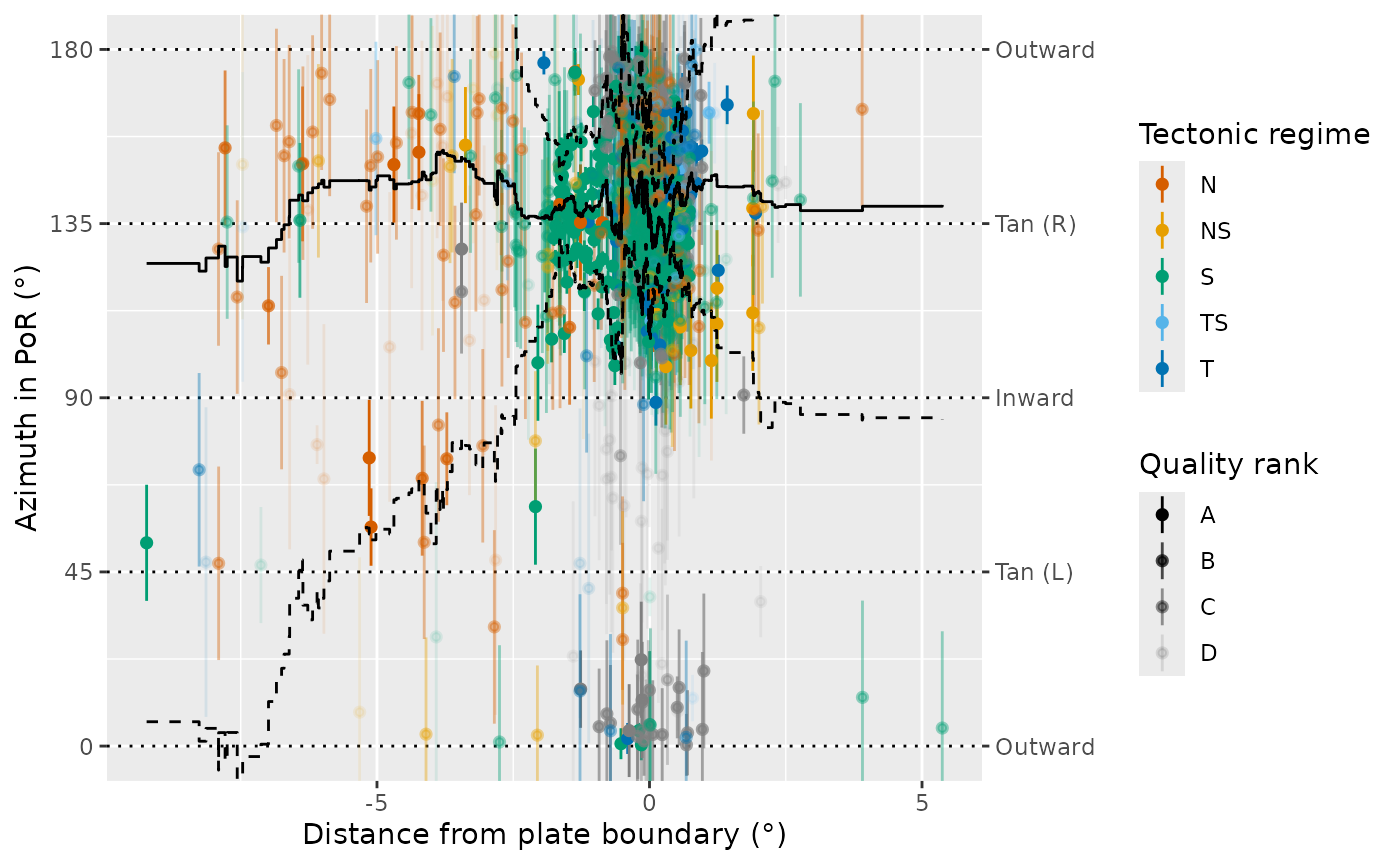 180
135
90
45
0
Azimuth in PoR (°)
-5
0
5
Distance from plate boundary (°)
Outward
Tan (R)
Inward
Tan (L)
Outward
Tectonic regime
N
NS
S
TS
T
Quality rank
A
B
C
D